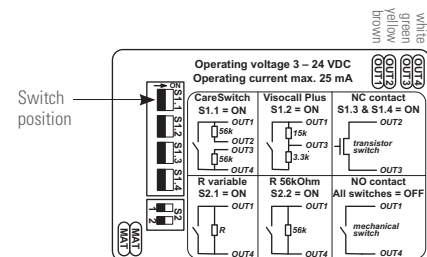 white
green
yellow
brown
OUT4
OUT3
OUT2
OUT1
Operating voltage 3 – 24 VDC
Operating current max. 25 mA
Switch
position
ON
S1.1
S1.2
S1.3
S1.4
1
2
S2
MAT
MAT
CareSwitch
S1.1 = ON
OUT1
56k
OUT2
OUT3
56k
OUT4
Visocall Plus
S1.2 = ON
OUT1
15k
OUT3
3.3k
OUT4
NC contact
S1.3 & S1.4 = ON
OUT2
transistor
switch
OUT3
R variable
S2.1 = ON
OUT1
R
OUT4
R 56kOhm
S2.2 = ON
OUT1
56k
OUT4
NO contact
All switches = OFF
OUT1
mechanical
switch
OUT4